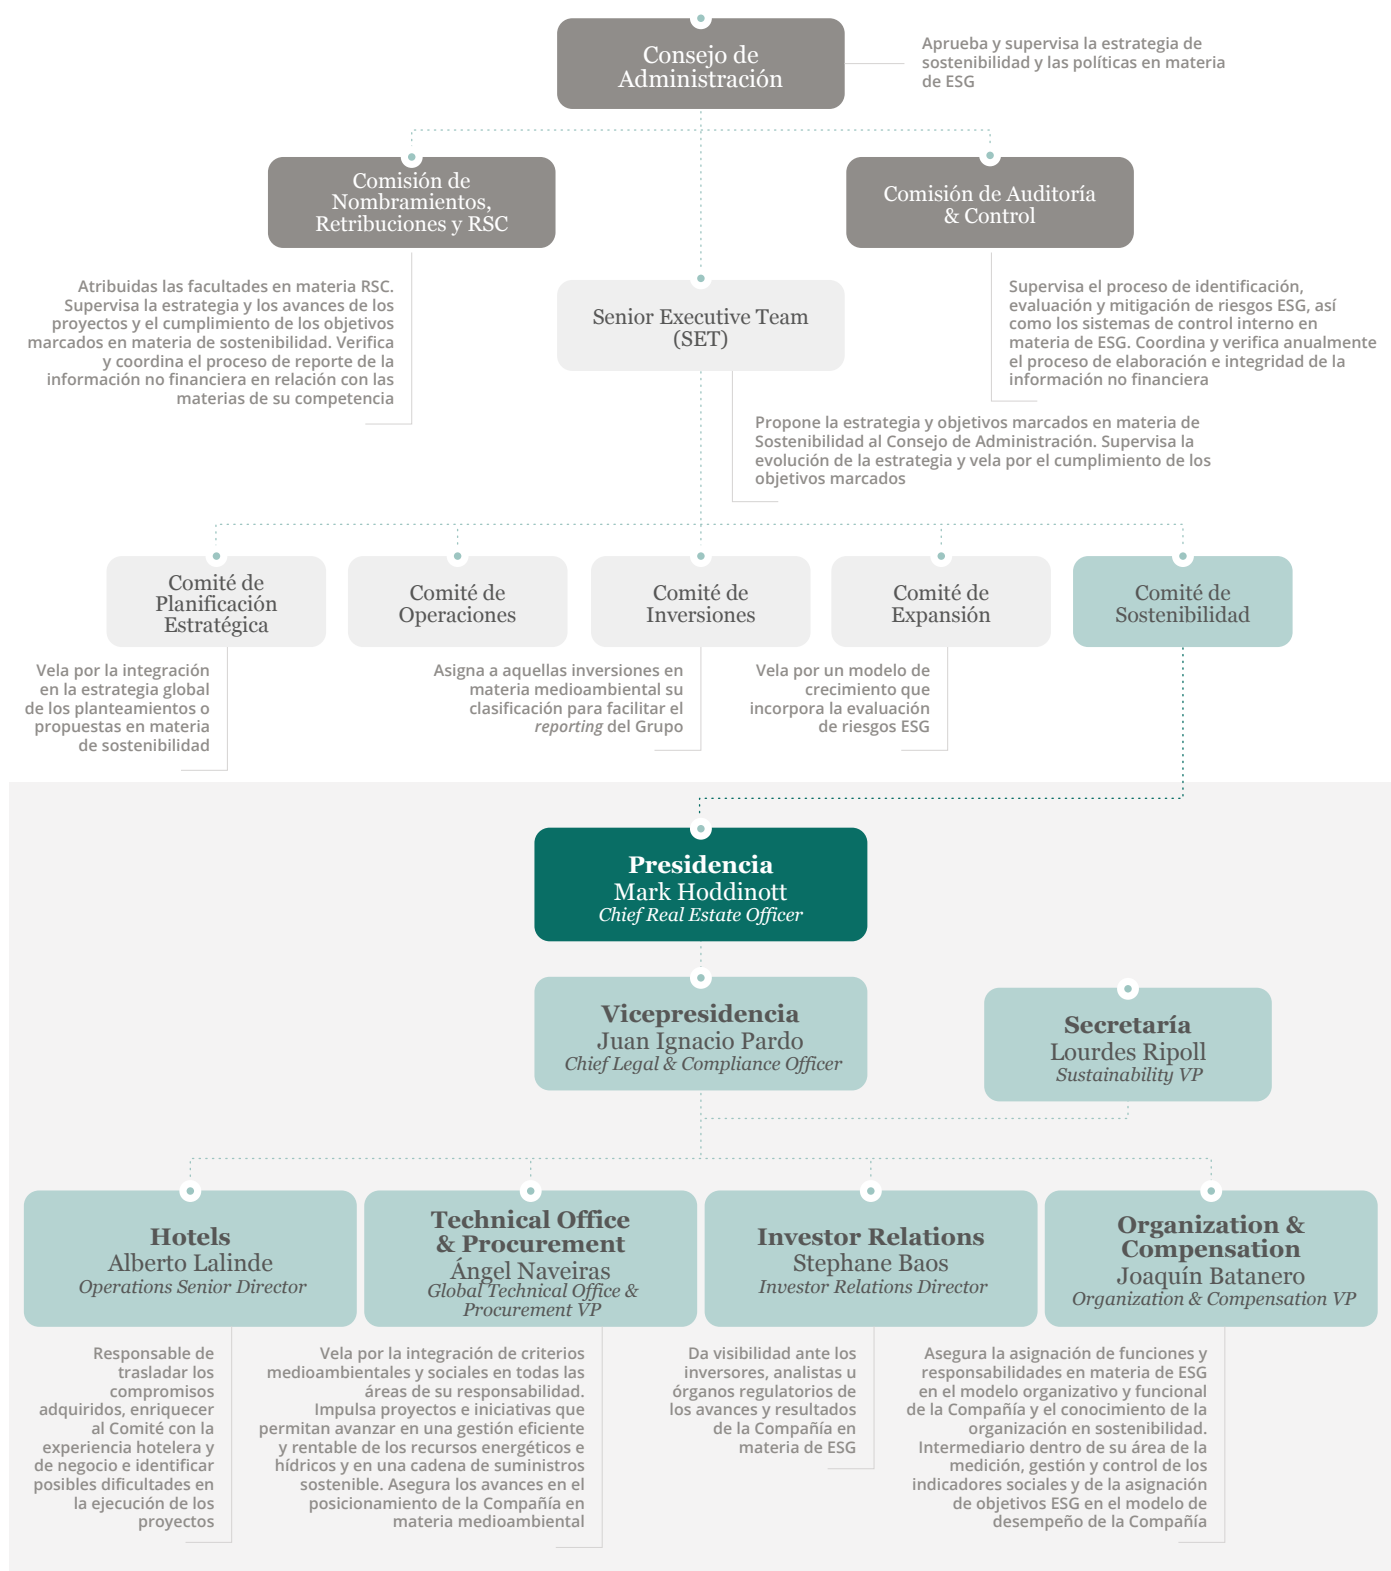 Consejo de
Administración
Aprueba y supervisa la estrategia de
sostenibilidad y las políticas en materia
de ESG
Comisión de
Nombramientos,
Retribuciones y RSC
Comisión de Auditoría
& Control
Atribuidas las facultades en materia RSC.
Supervisa la estrategia y los avances de los
proyectos y el cumplimiento de los objetivos
marcados en materia de sostenibilidad. Verifica
y coordina el proceso de reporte de la
información no financiera en relación con las
materias de su competencia
Senior Executive Team
(SET)
Supervisa el proceso de identificación,
evaluación y mitigación de riesgos ESG, así
como los sistemas de control interno en
materia de ESG. Coordina y verifica anualmente
el proceso de elaboración e integridad de la
información no financiera
Propone la estrategia y objetivos marcados en materia de
Sostenibilidad al Consejo de Administración. Supervisa la
evolución de la estrategia y vela por el cumplimiento de los
objetivos marcados
Comité de
Planificación
Estratégica
Comité de
Operaciones
Comité de
Inversiones
Comité de
Expansión
Comité de
Sostenibilidad
Vela por la integración
en la estrategia global
de los planteamientos o
propuestas en materia
de sostenibilidad
Asigna a aquellas inversiones en
materia medioambiental su
clasificación para facilitar el
reporting del Grupo
Vela por un modelo de
crecimiento que
incorpora la evaluación
de riesgos ESG
Presidencia
Mark Hoddinott
Chief Real Estate Officer
Vicepresidencia
Juan Ignacio Pardo
Chief Legal & Compliance Officer
Secretaría
Lourdes Ripoll
Sustainability VP
Hotels
Alberto Lalinde
Operations Senior Director
Technical Office
& Procurement
Ángel Naveiras
Global Technical Office &
Procurement VP
Investor Relations
Stephane Baos
Investor Relations Director
Organization &
Compensation
Joaquín Batanero
Organization & Compensation VP
Responsable de
trasladar los
compromisos
adquiridos, enriquecer
al Comité con la
experiencia hotelera y
de negocio e identificar
posibles dificultades en
la ejecución de los
proyectos
Vela por la integración de criterios
medioambientales y sociales en todas las
áreas de su responsabilidad.
Impulsa proyectos e iniciativas que
permitan avanzar en una gestión eficiente
y rentable de los recursos energéticos e
hídricos y en una cadena de suministros
sostenible. Asegura los avances en el
posicionamiento de la Compañía en
materia medioambiental
Da visibilidad ante los
inversores, analistas u
órganos regulatorios de
los avances y resultados
de la Compañía en
materia de ESG
Asegura la asignación de funciones y
responsabilidades en materia de ESG
en el modelo organizativo y funcional
de la Compañía y el conocimiento de la
organización en sostenibilidad.
Intermediario dentro de su área de la
medición, gestión y control de los
indicadores sociales y de la asignación
de objetivos ESG en el modelo de
desempeño de la Compañía